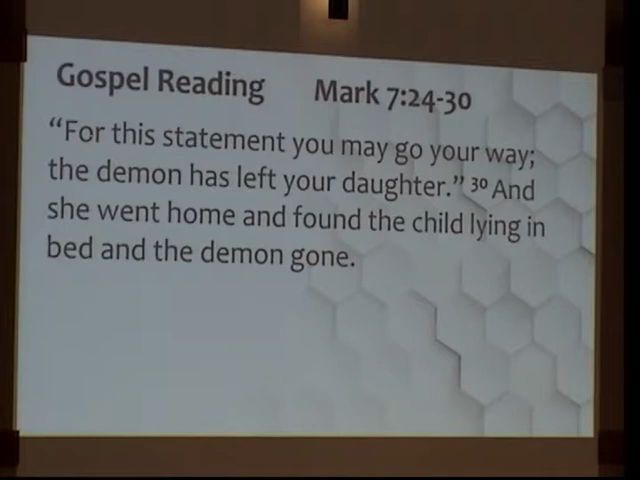 Gospel Reading Mark 7:24-30
“For this statement you may go your way;
the demon has left your daughter.” 30 And
she went home and found the child lying in
bed and the demon gone.